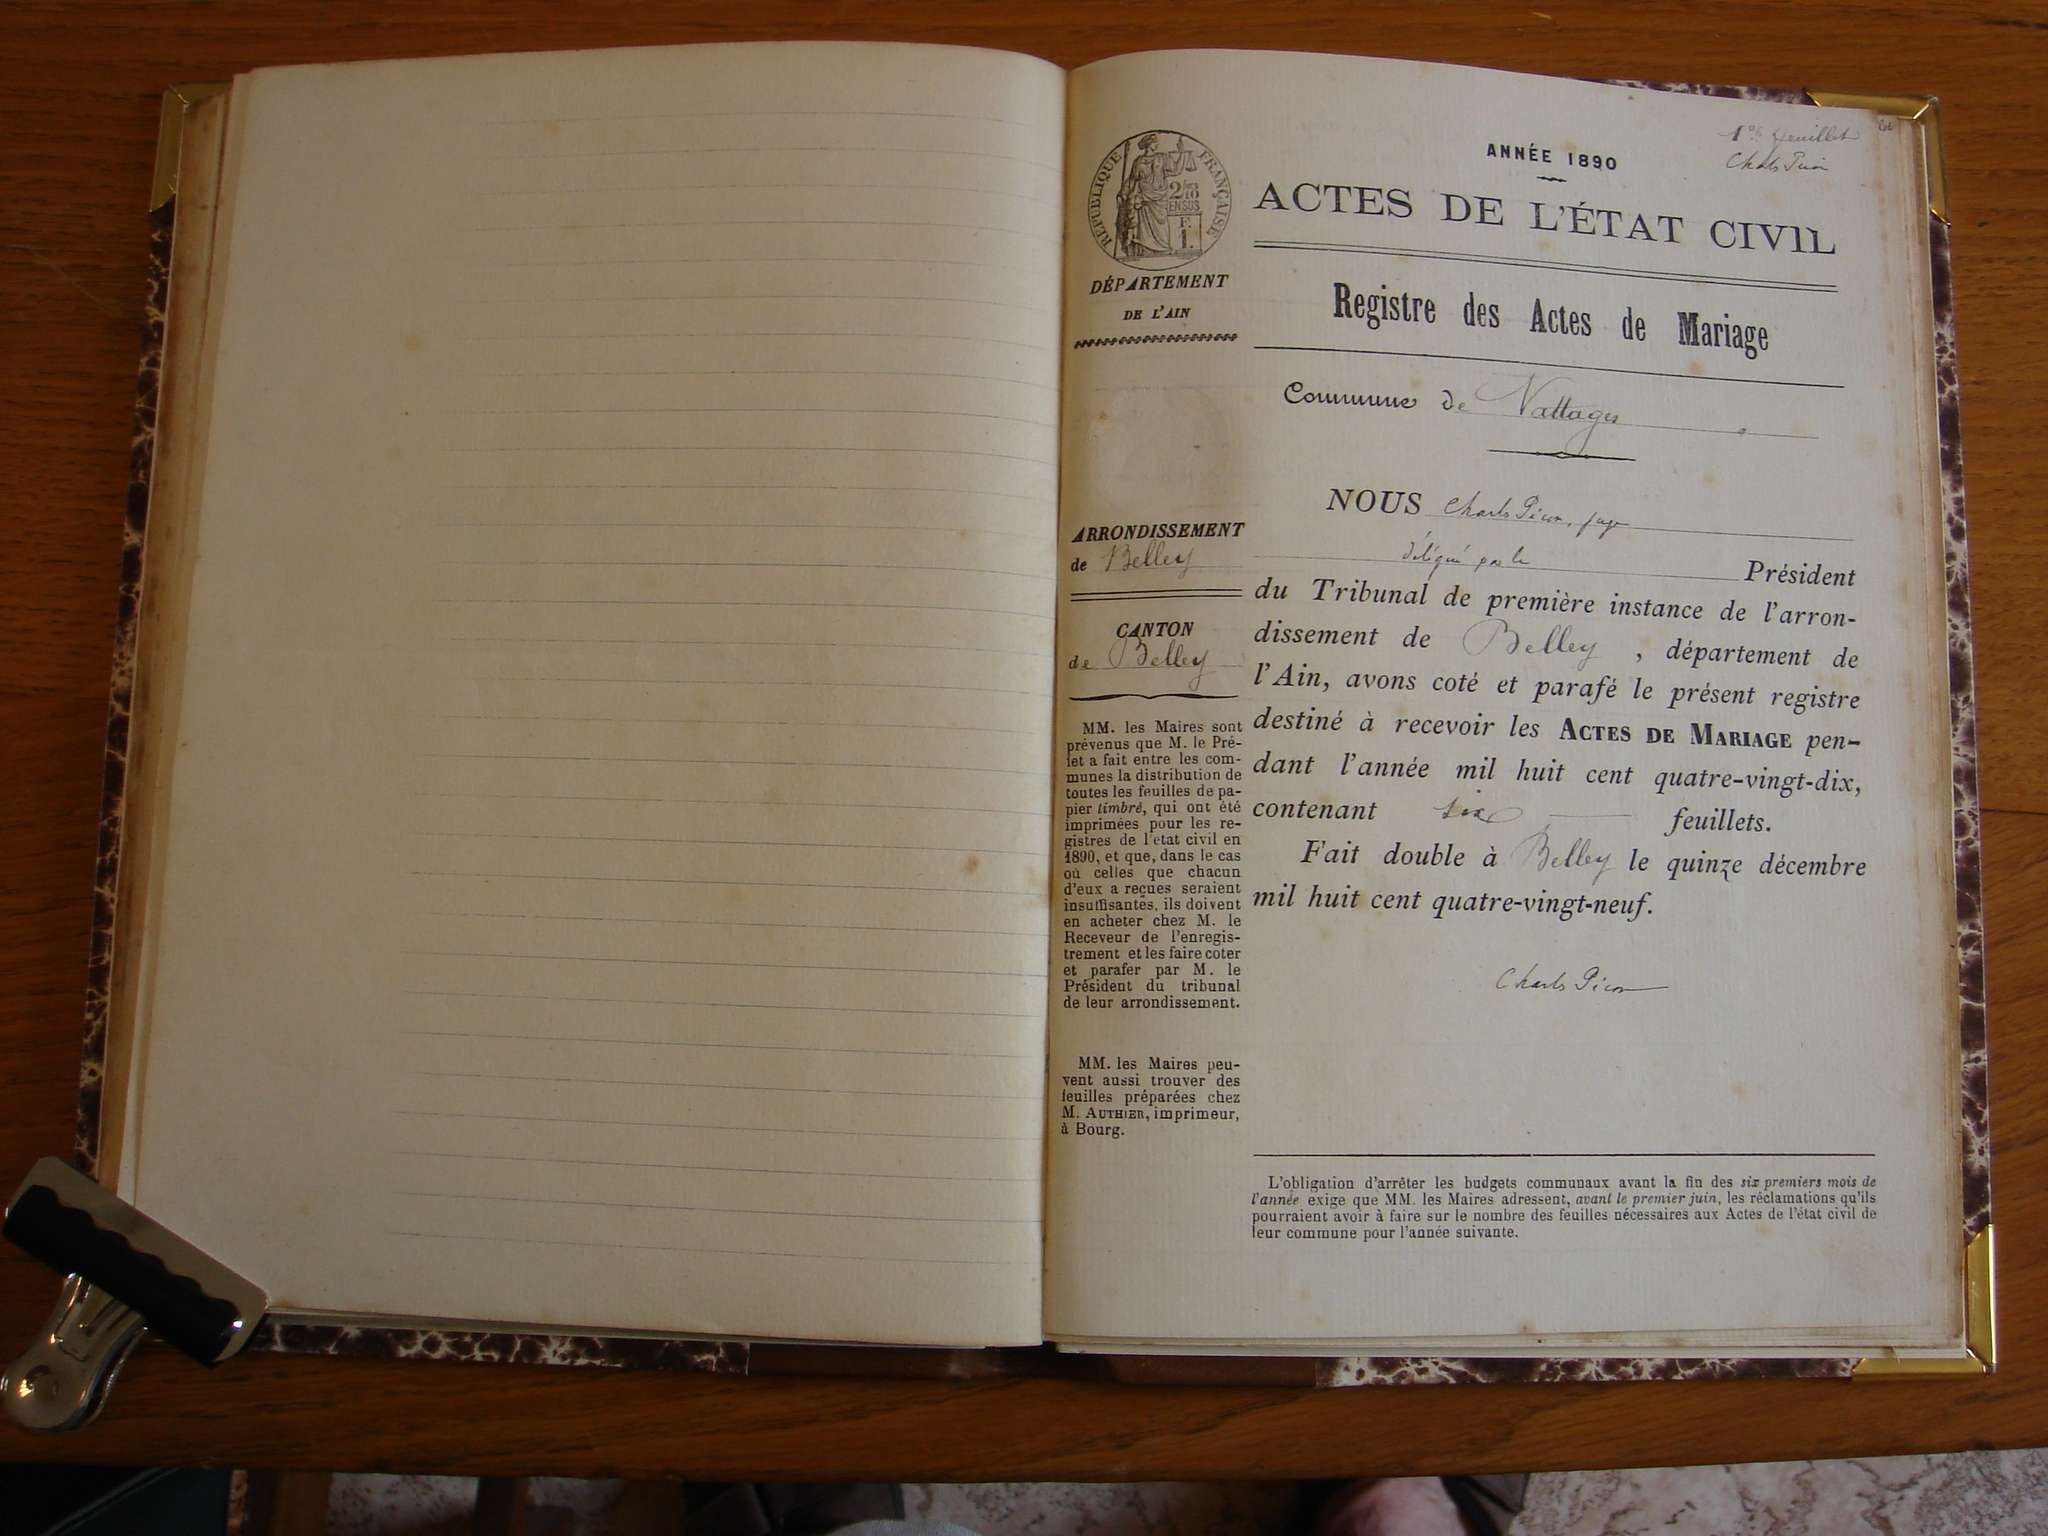 1er feuillet
Charles Picon
RÉPUBLIQUE FRANÇAISE
2/10
EN SUS
F.
1.
DÉPARTEMENT
DE L'AIN
ARRONDISSEMENT
de Belley
CANTON
de Belley
MM. les Maires sont
prévenus que M. le Pré-
fet a fait entre les com-
munes la distribution de
toutes les feuilles de pa-
pier timbré, qui ont été
imprimées pour les re-
gistres de l'état civil en
1890, et que, dans le cas
où celles que chacun
d'eux a reçues seraient
insuffisantes, ils doivent
en acheter chez M. le
Receveur de l'enregis-
trement et les faire coter
et parafer par M. le
Président du tribunal
de leur arrondissement.
MM. les Maires peu-
vent aussi trouver des
feuilles préparées chez
M. AUTHIER, imprimeur,
à Bourg.
ANNÉE 1890
ACTES DE L'ÉTAT CIVIL
Registre des Actes de Mariage
Commune de Nattages
NOUS Charles Picon, juge
délégué par le Président
du Tribunal de première instance de l'arron-
dissement de Belley, département de
l'Ain, avons coté et parafé le présent registre
destiné à recevoir les ACTES DE MARIAGE pen-
dant l'année mil huit cent quatre-vingt-dix,
contenant six feuillets.
Fait double à Belley le quinze décembre
mil huit cent quatre-vingt-neuf.
Charles Picon
L'obligation d'arrêter les budgets communaux avant la fin des six premiers mois de
l'année exige que MM. les Maires adressent, avant le premier juin, les réclamations qu'ils
pourraient avoir à faire sur le nombre des feuilles nécessaires aux Actes de l'état civil de
leur commune pour l'année suivante.